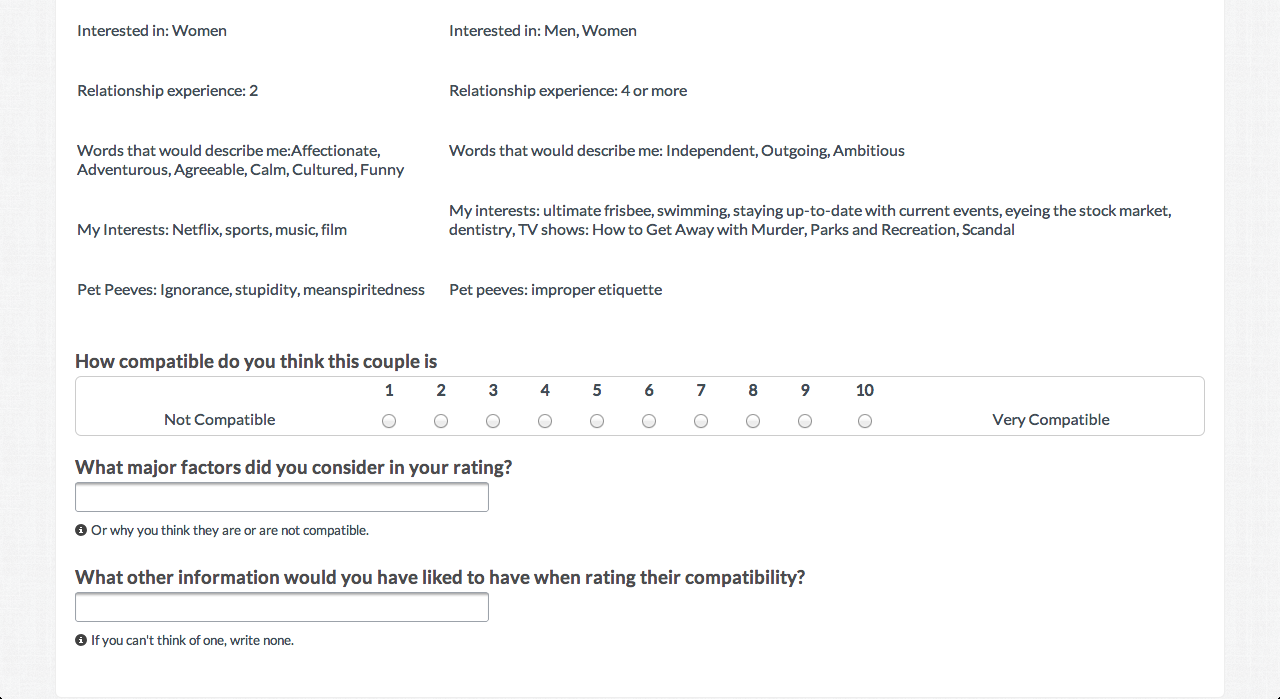 Interested in: Women
Interested in: Men, Women
Relationship experience: 2
Relationship experience: 4 or more
Words that would describe me:Affectionate,
Adventurous, Agreeable, Calm, Cultured, Funny
Words that would describe me: Independent, Outgoing, Ambitious
My Interests: Netflix, sports, music, film
My interests: ultimate frisbee, swimming, staying up-to-date with current events, eyeing the stock market,
dentistry, TV shows: How to Get Away with Murder, Parks and Recreation, Scandal
Pet Peeves: Ignorance, stupidity, meanspiritedness
Pet peeves: improper etiquette
How compatible do you think this couple is
1 2 3 4 5 6 7 8 9 10
Not Compatible Very Compatible
What major factors did you consider in your rating?
Or why you think they are or are not compatible.
What other information would you have liked to have when rating their compatibility?
If you can't think of one, write none.